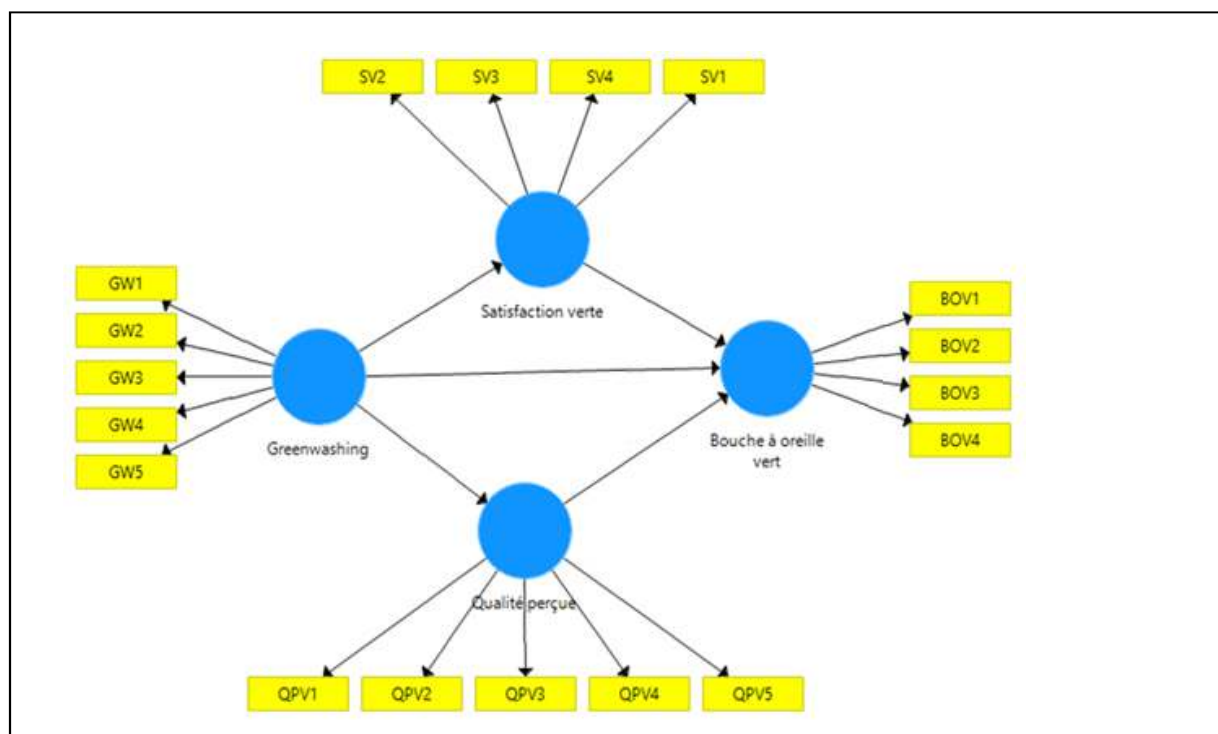 SV2
SV3
SV4
SV1
Satisfaction verte
GW1
GW2
GW3
GW4
GW5
Greenwashing
BOV1
BOV2
BOV3
BOV4
Bouche à oreille
vert
Qualité perçue
QPV1
QPV2
QPV3
QPV4
QPV5